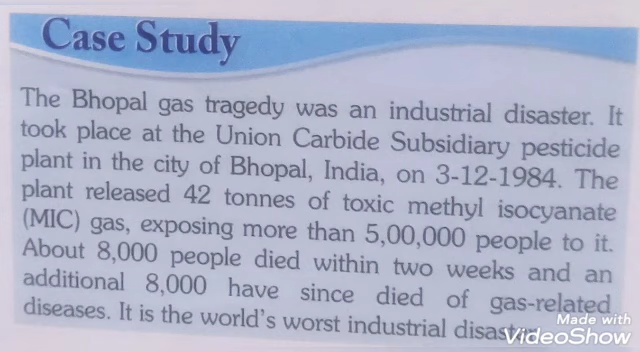 Case Study
The Bhopal gas tragedy was an industrial disaster. It
took place at the Union Carbide Subsidiary pesticide
plant in the city of Bhopal, India, on 3-12-1984. The
plant released 42 tonnes of toxic methyl isocyanate
(MIC) gas, exposing more than 5,00,000 people to it.
About 8,000 people died within two weeks and an
additional 8,000 have since died of gas-related
diseases. It is the world's worst industrial
Made with
VideoShow